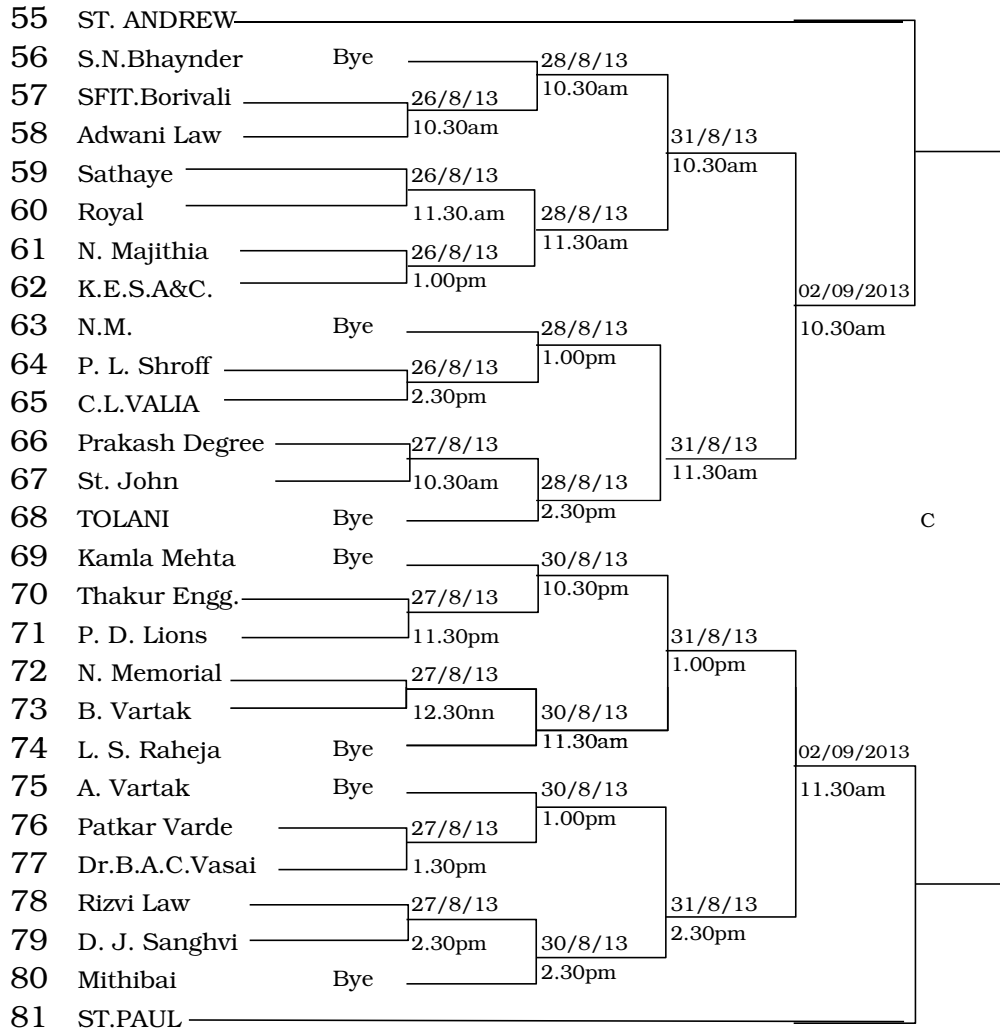 55 ST. ANDREW
56 S.N.Bhaynder Bye 28/8/13
57 SFIT.Borivali 26/8/13 10.30am
58 Adwani Law 10.30am 31/8/13
59 Sathaye 26/8/13 10.30am
60 Royal 11.30.am 28/8/13
61 N. Majithia 26/8/13 11.30am
62 K.E.S.A&C. 1.00pm 02/09/2013
63 N.M. Bye 28/8/13 10.30am
64 P. L. Shroff 26/8/13 1.00pm
65 C.L.VALIA 2.30pm
66 Prakash Degree 27/8/13 31/8/13
67 St. John 10.30am 28/8/13 11.30am
68 TOLANI Bye 2.30pm C
69 Kamla Mehta Bye 30/8/13
70 Thakur Engg. 27/8/13 10.30pm
71 P. D. Lions 11.30pm 31/8/13
72 N. Memorial 27/8/13 1.00pm
73 B. Vartak 12.30nn 30/8/13
74 L. S. Raheja Bye 11.30am 02/09/2013
75 A. Vartak Bye 30/8/13 11.30am
76 Patkar Varde 27/8/13 1.00pm
77 Dr.B.A.C.Vasai 1.30pm
78 Rizvi Law 27/8/13 31/8/13
79 D. J. Sanghvi 2.30pm 30/8/13 2.30pm
80 Mithibai Bye 2.30pm
81 ST.PAUL